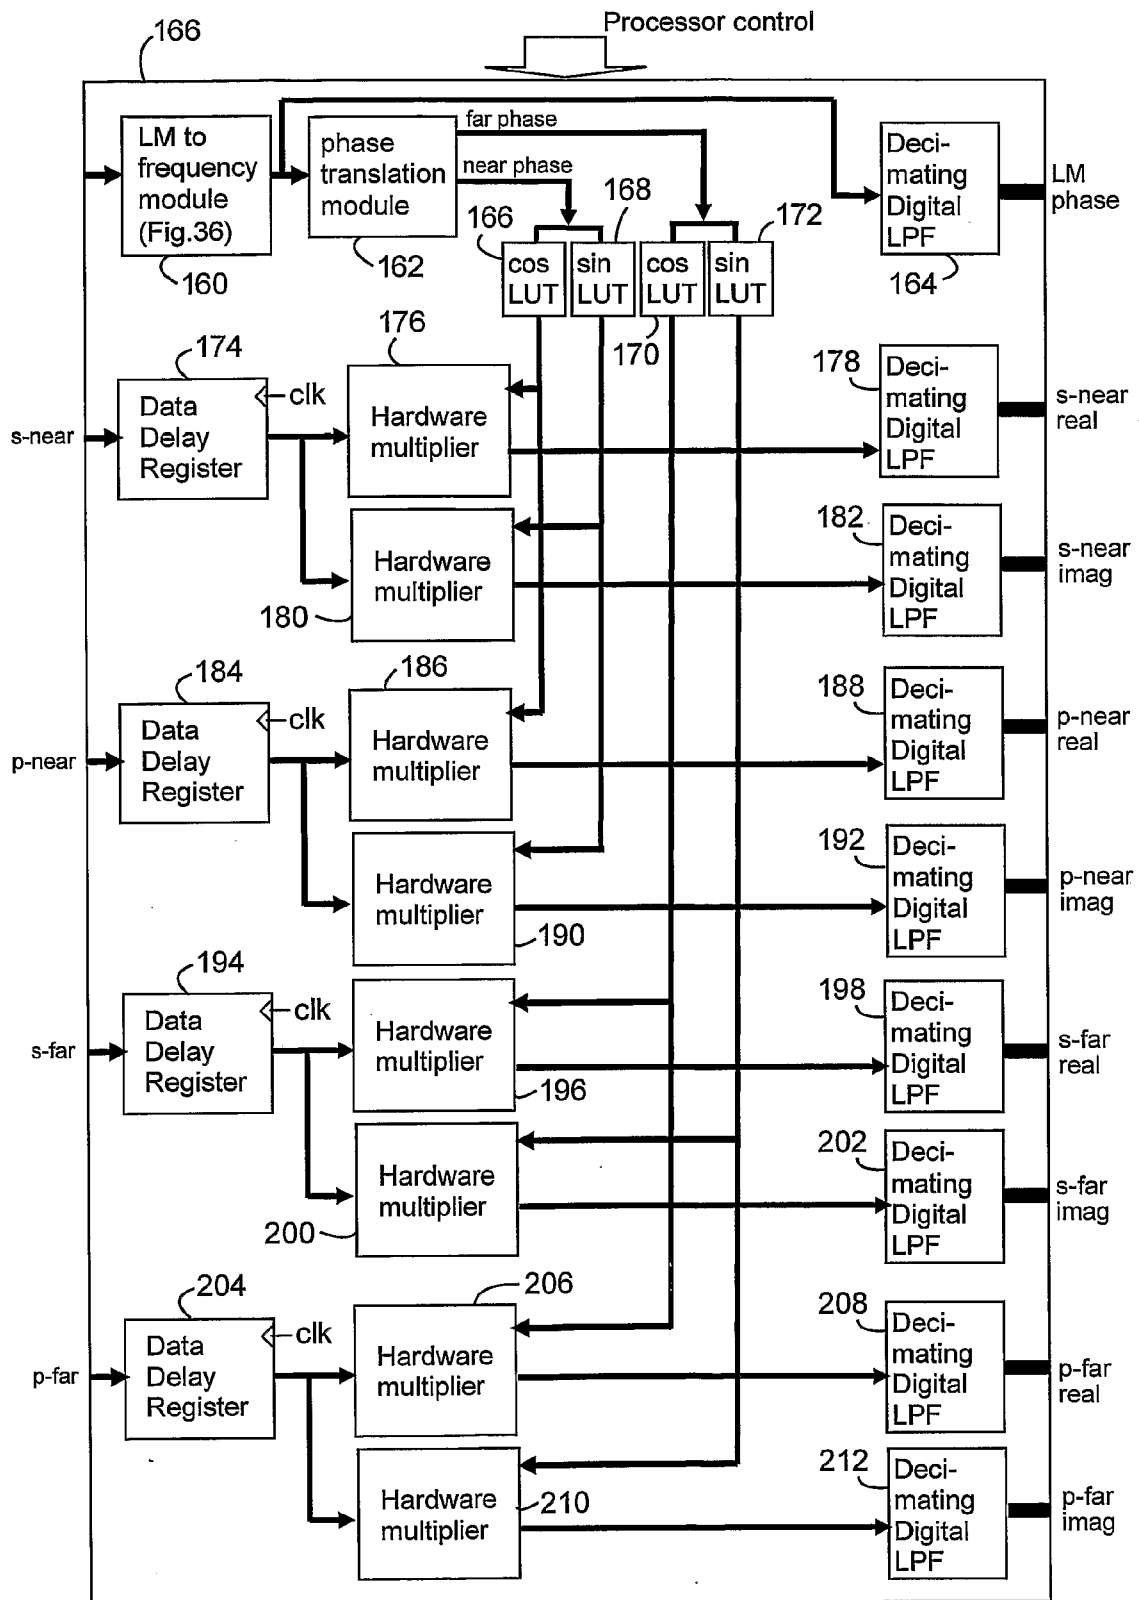 Processor control
166
LM to
frequency
module
(Fig.36)
160
phase
translation
module
162
far phase
near phase
166
168
172
cos
LUT
sin
LUT
cos
LUT
sin
LUT
170
Deci-
mating
Digital
LPF
164
LM
phase
174
clk
Data
Delay
Register
s-near
176
Hardware
multiplier
178
Deci-
mating
Digital
LPF
s-near
real
Hardware
multiplier
180
182
Deci-
mating
Digital
LPF
s-near
imag
184
clk
Data
Delay
Register
p-near
186
Hardware
multiplier
188
Deci-
mating
Digital
LPF
p-near
real
Hardware
multiplier
190
192
Deci-
mating
Digital
LPF
p-near
imag
194
clk
Data
Delay
Register
s-far
Hardware
multiplier
196
198
Deci-
mating
Digital
LPF
s-far
real
Hardware
multiplier
200
202
Deci-
mating
Digital
LPF
s-far
imag
204
clk
Data
Delay
Register
p-far
206
Hardware
multiplier
208
Deci-
mating
Digital
LPF
p-far
real
Hardware
multiplier
210
212
Deci-
mating
Digital
LPF
p-far
imag